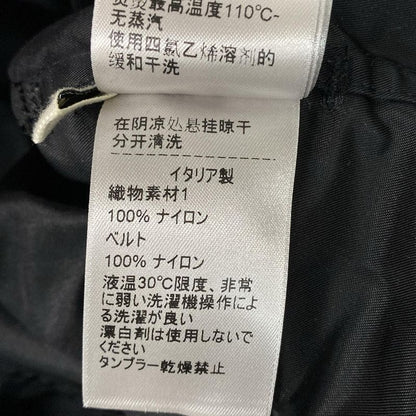 熨烫最高温度110℃-
无蒸汽
使用四氯乙烯溶剂的
缓和干洗
在阴凉处悬挂晾干
分开清洗
イタリア製
織物素材1
100% ナイロン
ベルト
100% ナイロン
液温30℃限度、非常
に弱い洗濯機操作によ
る洗濯が良い
漂白剤は使用しないで
ください
タンブラー乾燥禁止